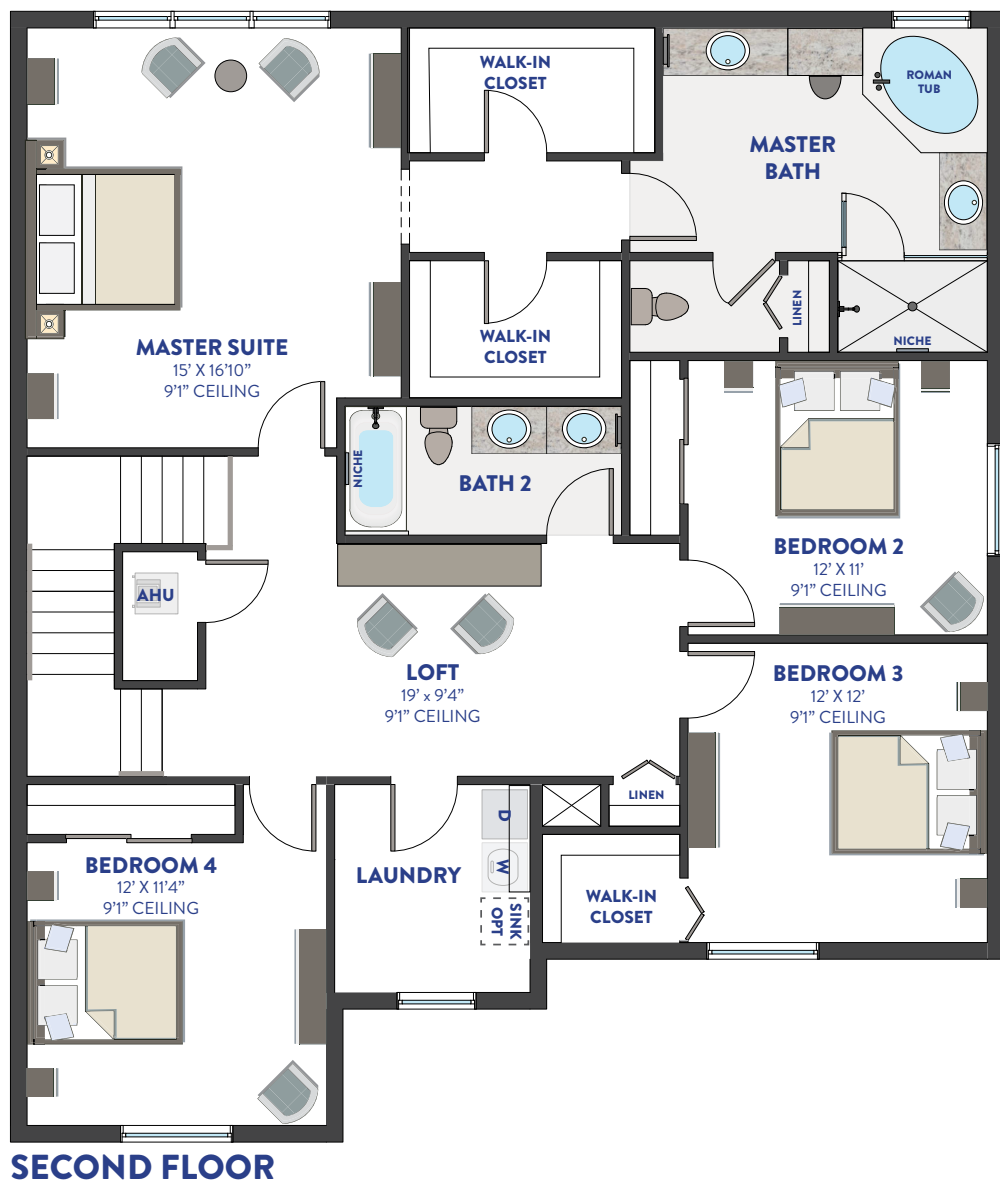 WALK-IN
CLOSET
ROMAN
TUB
MASTER
BATH
WALK-IN
CLOSET
LINEN
NICHE
MASTER SUITE
15' X 16'10"
9'1" CEILING
NICHE
BATH 2
BEDROOM 2
12' X 11'
9'1" CEILING
AHU
LOFT
19' x 9'4"
9'1" CEILING
BEDROOM 3
12' X 12'
9'1" CEILING
LINEN
D
W
SINK
OPT
LAUNDRY
BEDROOM 4
12' X 11'4"
9'1" CEILING
WALK-IN
CLOSET
SECOND FLOOR